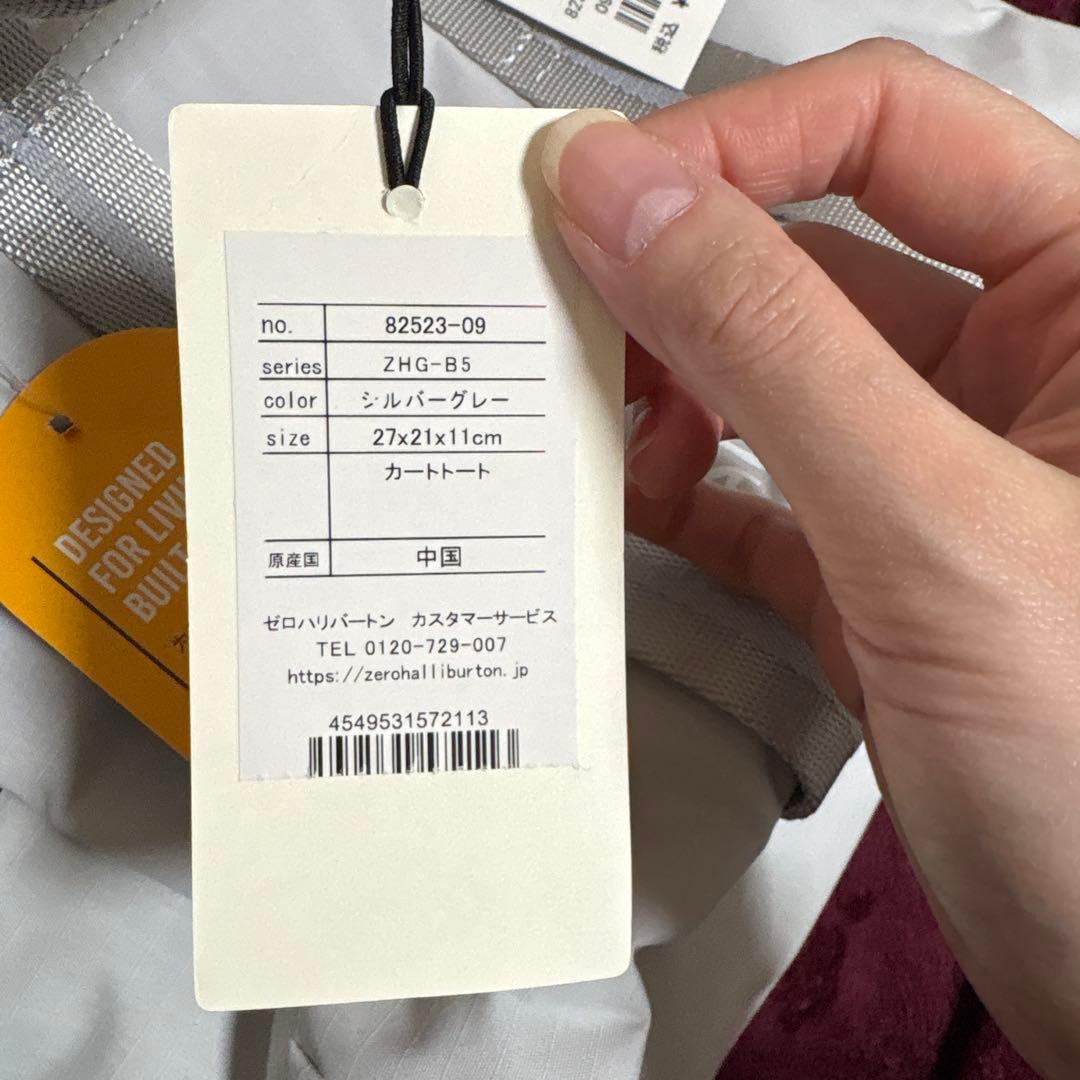 no. 82523-09
series ZHG-B5
color シルバーグレー
size 27x21x11cm
カートトート
原産国 中国
ゼロハリバートン カスタマーサービス
TEL 0120-729-007
https://zerohalliburton.jp
4549531572113
DESIGNED
FOR
BUILT
税込